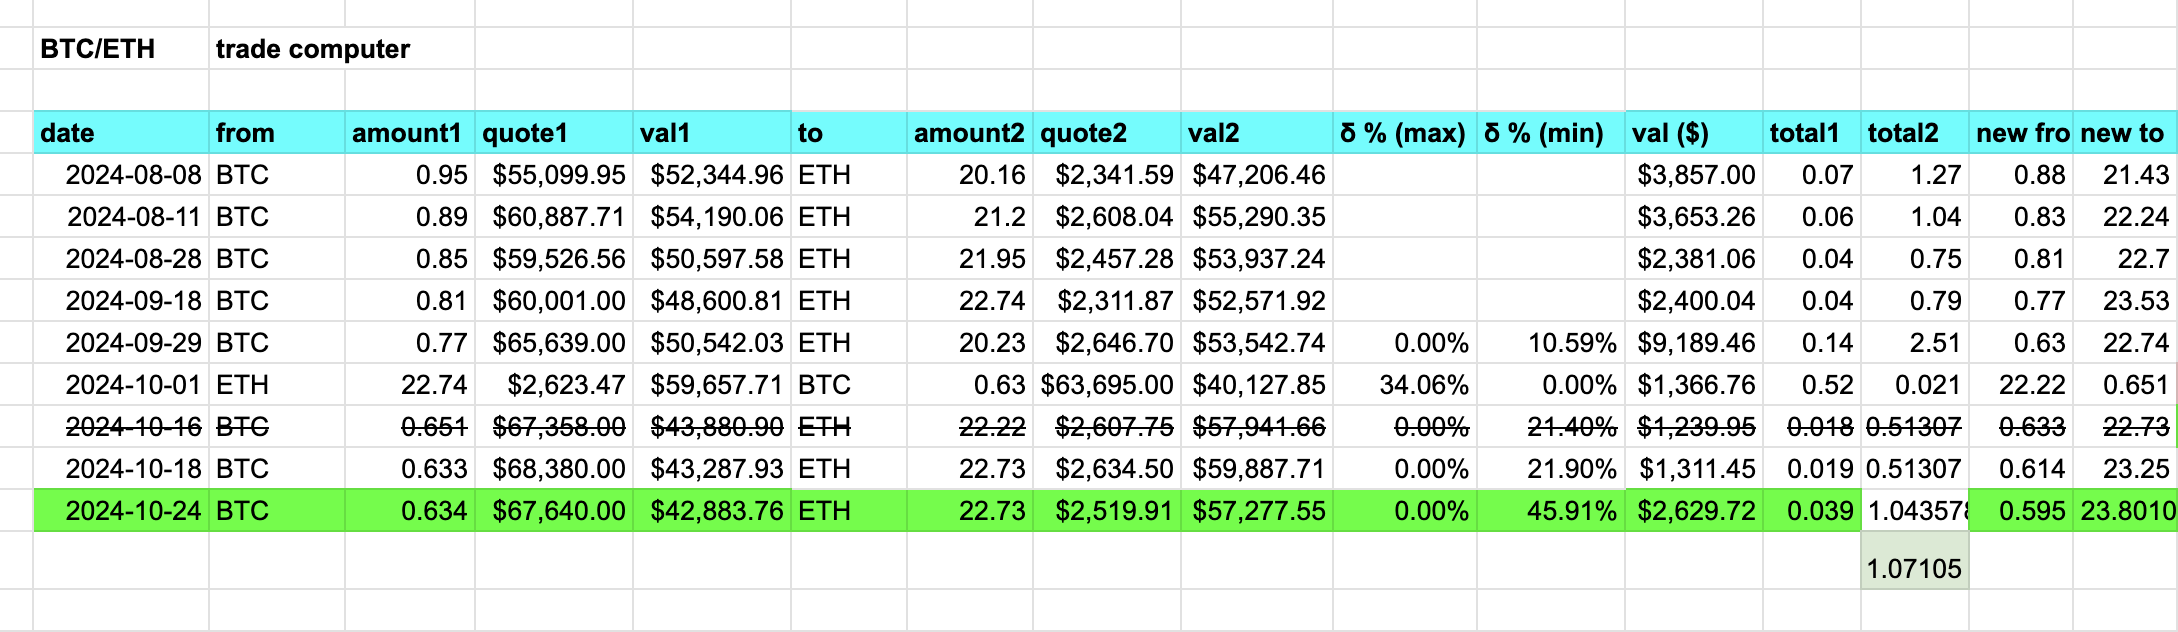 BTC/ETH trade computer
date from amount1 quote1 val1 to amount2 quote2 val2 δ % (max) δ % (min) val ($) total1 total2 new fro new to
2024-08-08 BTC 0.95 $55,099.95 $52,344.96 ETH 20.16 $2,341.59 $47,206.46 $3,857.00 0.07 1.27 0.88 21.43
2024-08-11 BTC 0.89 $60,887.71 $54,190.06 ETH 21.2 $2,608.04 $55,290.35 $3,653.26 0.06 1.04 0.83 22.24
2024-08-28 BTC 0.85 $59,526.56 $50,597.58 ETH 21.95 $2,457.28 $53,937.24 $2,381.06 0.04 0.75 0.81 22.7
2024-09-18 BTC 0.81 $60,001.00 $48,600.81 ETH 22.74 $2,311.87 $52,571.92 $2,400.04 0.04 0.79 0.77 23.53
2024-09-29 BTC 0.77 $65,639.00 $50,542.03 ETH 20.23 $2,646.70 $53,542.74 0.00% 10.59% $9,189.46 0.14 2.51 0.63 22.74
2024-10-01 ETH 22.74 $2,623.47 $59,657.71 BTC 0.63 $63,695.00 $40,127.85 34.06% 0.00% $1,366.76 0.52 0.021 22.22 0.651
2024-10-16 BTC 0.651 $67,358.00 $43,880.90 ETH 22.22 $2,607.75 $57,941.66 0.00% 21.40% $1,239.95 0.018 0.51307 0.633 22.73
2024-10-18 BTC 0.633 $68,380.00 $43,287.93 ETH 22.73 $2,634.50 $59,887.71 0.00% 21.90% $1,311.45 0.019 0.51307 0.614 23.25
2024-10-24 BTC 0.634 $67,640.00 $42,883.76 ETH 22.73 $2,519.91 $57,277.55 0.00% 45.91% $2,629.72 0.039 1.043578 0.595 23.8010
1.07105